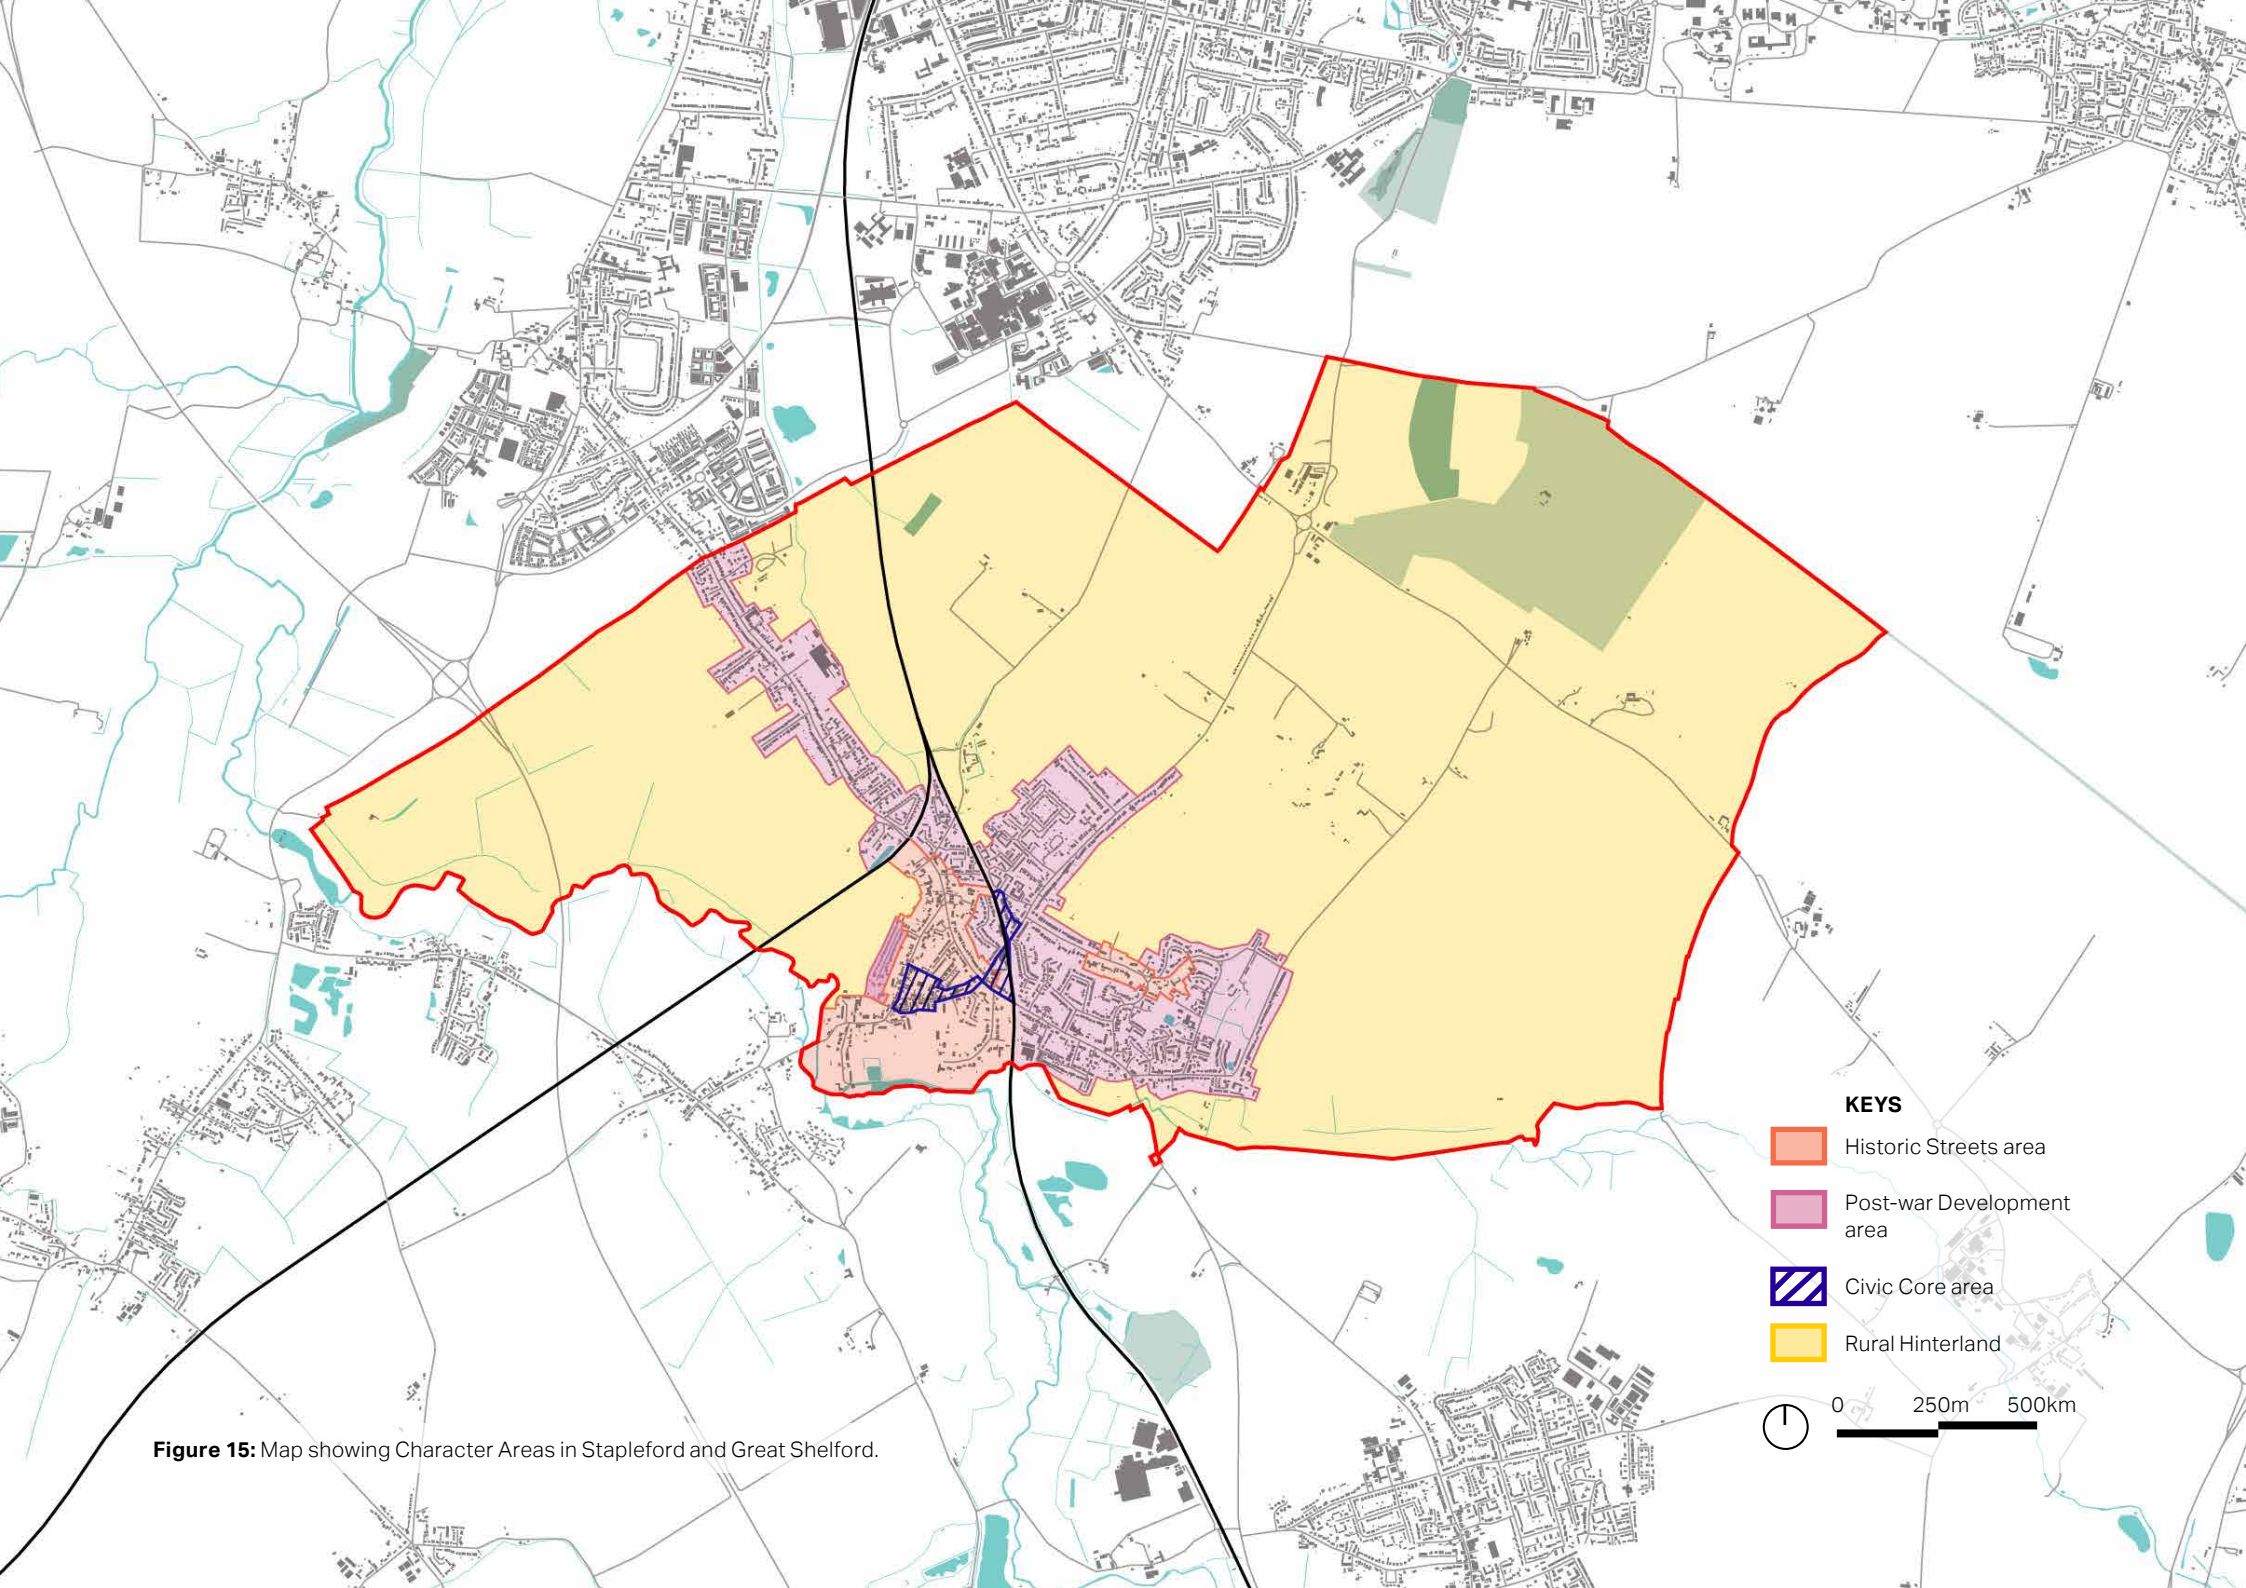 KEYS
Historic Streets area
Post-war Development
area
Civic Core area
Rural Hinterland
0 250m 500km
Figure 15: Map showing Character Areas in Stapleford and Great Shelford.